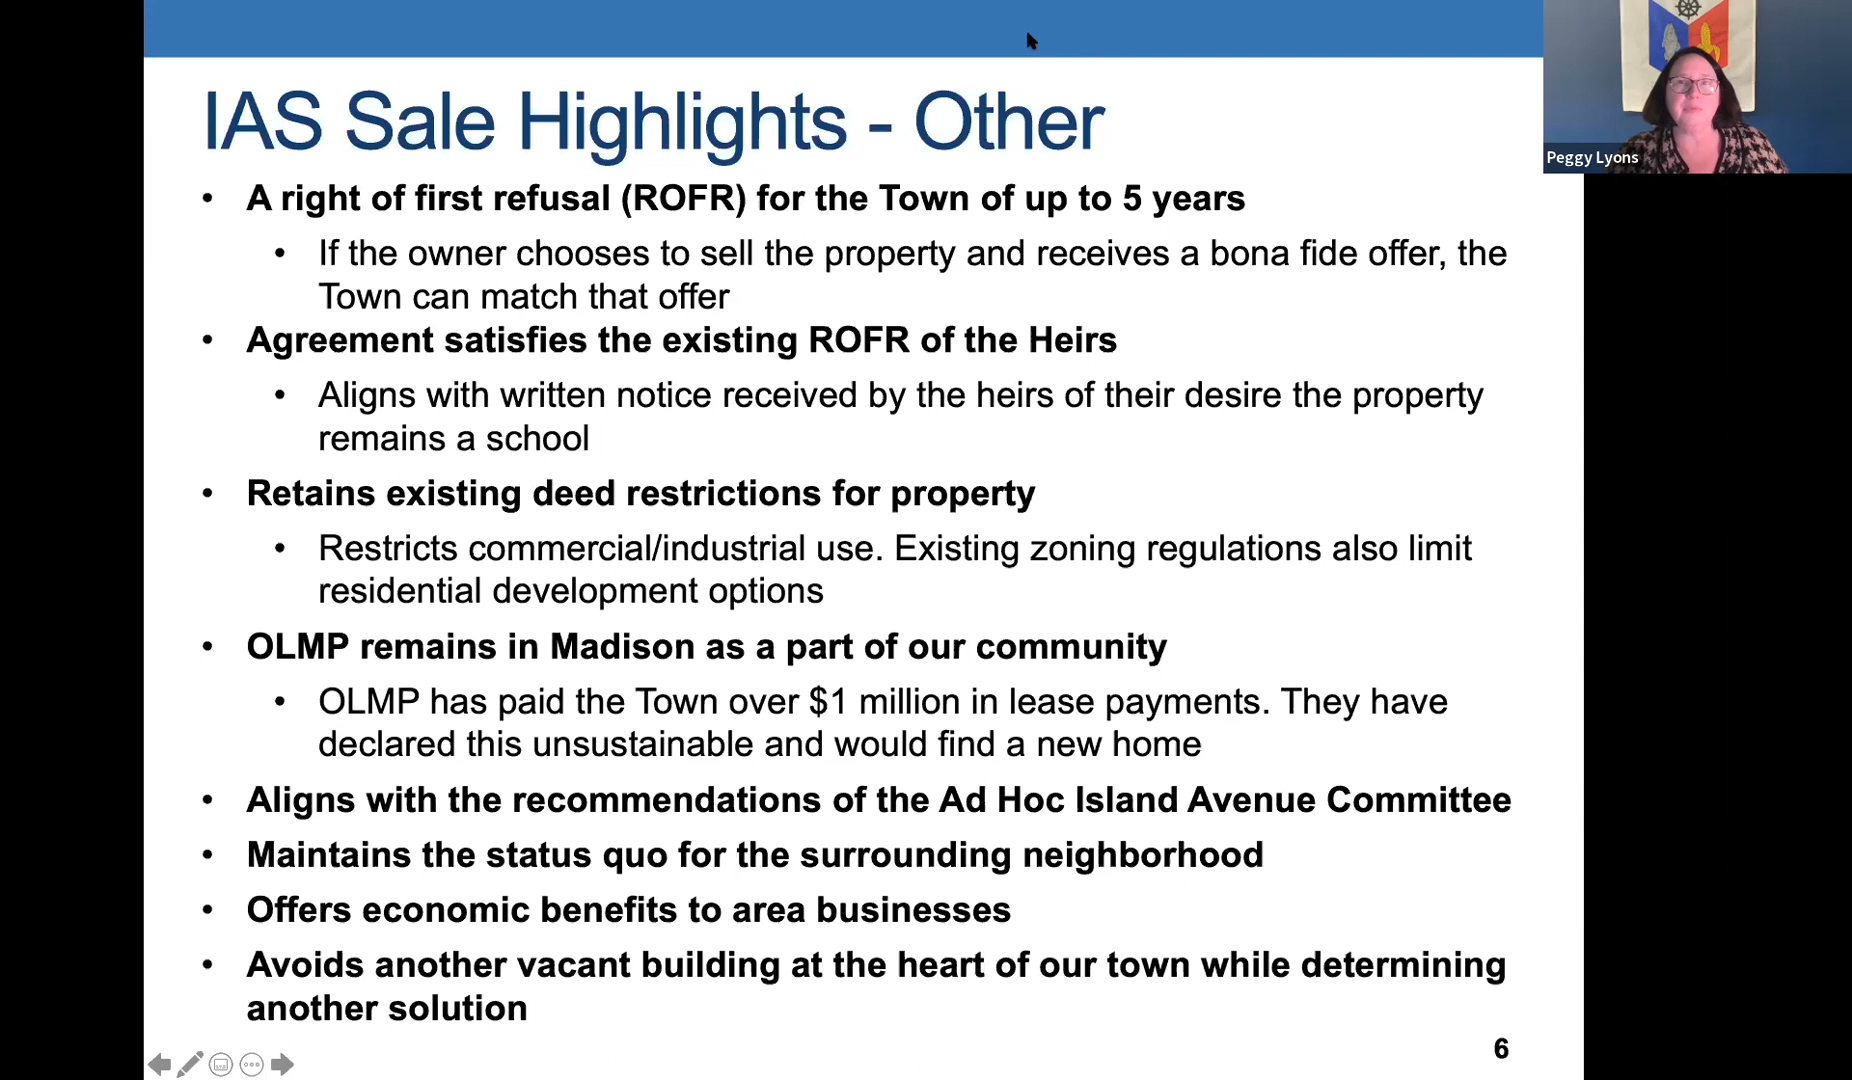 IAS Sale Highlights - Other
Peggy Lyons
• A right of first refusal (ROFR) for the Town of up to 5 years
• If the owner chooses to sell the property and receives a bona fide offer, the
Town can match that offer
• Agreement satisfies the existing ROFR of the Heirs
• Aligns with written notice received by the heirs of their desire the property
remains a school
• Retains existing deed restrictions for property
• Restricts commercial/industrial use. Existing zoning regulations also limit
residential development options
• OLMP remains in Madison as a part of our community
• OLMP has paid the Town over $1 million in lease payments. They have
declared this unsustainable and would find a new home
• Aligns with the recommendations of the Ad Hoc Island Avenue Committee
• Maintains the status quo for the surrounding neighborhood
• Offers economic benefits to area businesses
• Avoids another vacant building at the heart of our town while determining
another solution
6